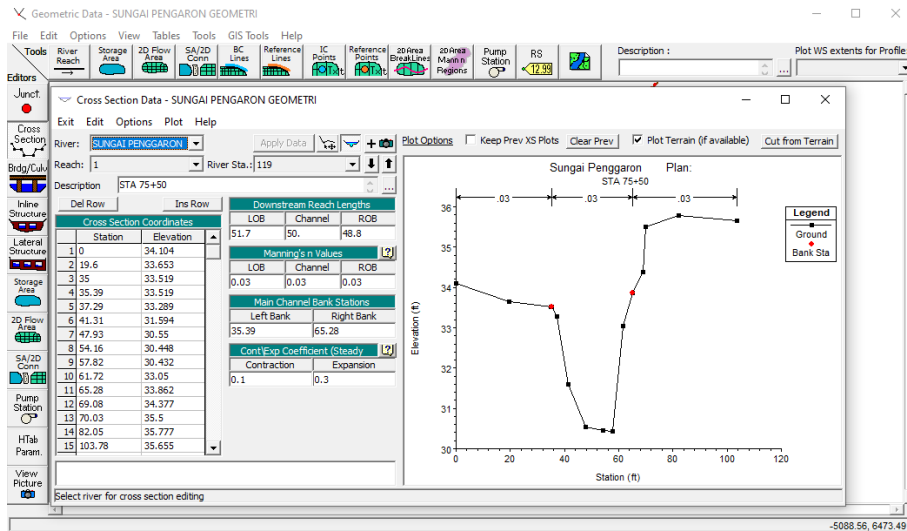 Geometric Data - SUNGAI PENGARON GEOMETRI
File Edit Options View Tables Tools GIS Tools Help
Tools River Reach Storage Area 2D Flow Area SA/2D Conn BC Lines Reference Lines IC Points Reference Points 2D Area BreakLines 2D Area Mann n Regions Pump Station RS 12.99 Description : Plot WS extents for Profile
Editors
Junct.
Cross Section
Brdg/Culv
Inline Structure
Lateral Structure
Storage Area
2D Flow Area
SA/2D Conn
Pump Station
HTab Param.
View Picture
Cross Section Data - SUNGAI PENGARON GEOMETRI
Exit Edit Options Plot Help
River: SUNGAI PENGGARON Apply Data Plot Options Keep Prev XS Plots Clear Prev Plot Terrain (if available) Cut from Terrain
Reach: 1 River Sta.: 119
Description STA 75+50 ...
Del Row Ins Row
Cross Section Coordinates
Station Elevation
1 0 34.104
2 19.6 33.653
3 35 33.519
4 35.39 33.519
5 37.29 33.289
6 41.31 31.594
7 47.93 30.55
8 54.16 30.448
9 57.82 30.432
10 61.72 33.05
11 65.28 33.862
12 69.08 34.377
13 70.03 35.5
14 82.05 35.777
15 103.78 35.655
Downstream Reach Lengths
LOB Channel ROB
51.7 50. 48.8
Manning's n Values
LOB Channel ROB
0.03 0.03 0.03
Main Channel Bank Stations
Left Bank Right Bank
35.39 65.28
Cont\Exp Coefficient (Steady
Contraction Expansion
0.1 0.3
Sungai Penggaron Plan:
STA 75+50
.03 .03 .03
Legend
Ground
Bank Sta
36
35
34
33
32
31
30
Elevation (ft)
0 20 40 60 80 100 120
Station (ft)
Select river for cross section editing
-5088.56, 6473.49